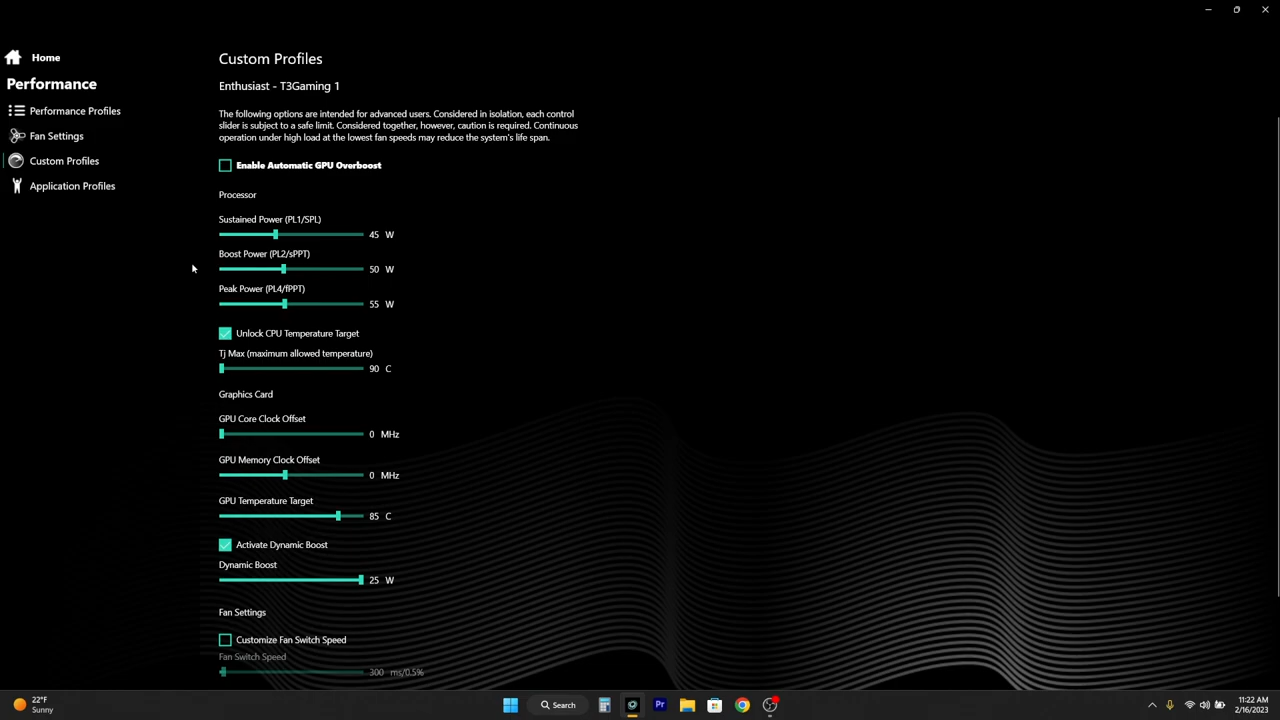 Home
Performance
Performance Profiles
Fan Settings
Custom Profiles
Application Profiles
Custom Profiles
Enthusiast - T3Gaming 1
The following options are intended for advanced users. Considered in isolation, each control
slider is subject to a safe limit. Considered together, however, caution is required. Continuous
operation under high load at the lowest fan speeds may reduce the system's life span.
Enable Automatic GPU Overboost
Processor
Sustained Power (PL1/SPL)
45 W
Boost Power (PL2/sPPT)
50 W
Peak Power (PL4/fPPT)
55 W
Unlock CPU Temperature Target
Tj Max (maximum allowed temperature)
90 C
Graphics Card
GPU Core Clock Offset
0 MHz
GPU Memory Clock Offset
0 MHz
GPU Temperature Target
85 C
Activate Dynamic Boost
Dynamic Boost
25 W
Fan Settings
Customize Fan Switch Speed
Fan Switch Speed
300 ms/0.5%
22°F
Sunny
Search
Pr
11:22 AM
2/16/2023